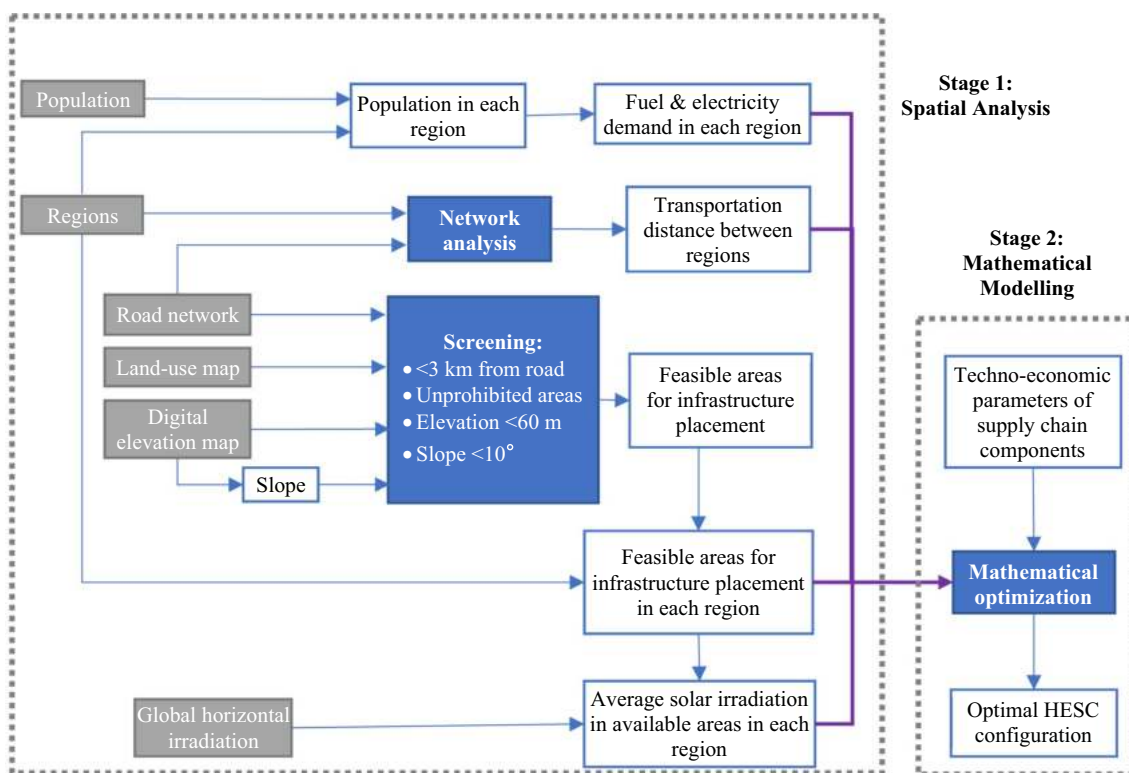 Stage 1:
Spatial Analysis
Population
Population in each
region
Fuel & electricity
demand in each region
Regions
Network
analysis
Transportation
distance between
regions
Road network
Land-use map
Digital
elevation map
Slope
Screening:
• <3 km from road
• Unprohibited areas
• Elevation <60 m
• Slope <10°
Feasible areas
for infrastructure
placement
Feasible areas for
infrastructure placement
in each region
Global horizontal
irradiation
Average solar irradiation
in available areas in each
region
Stage 2:
Mathematical
Modelling
Techno-economic
parameters of
supply chain
components
Mathematical
optimization
Optimal HESC
configuration